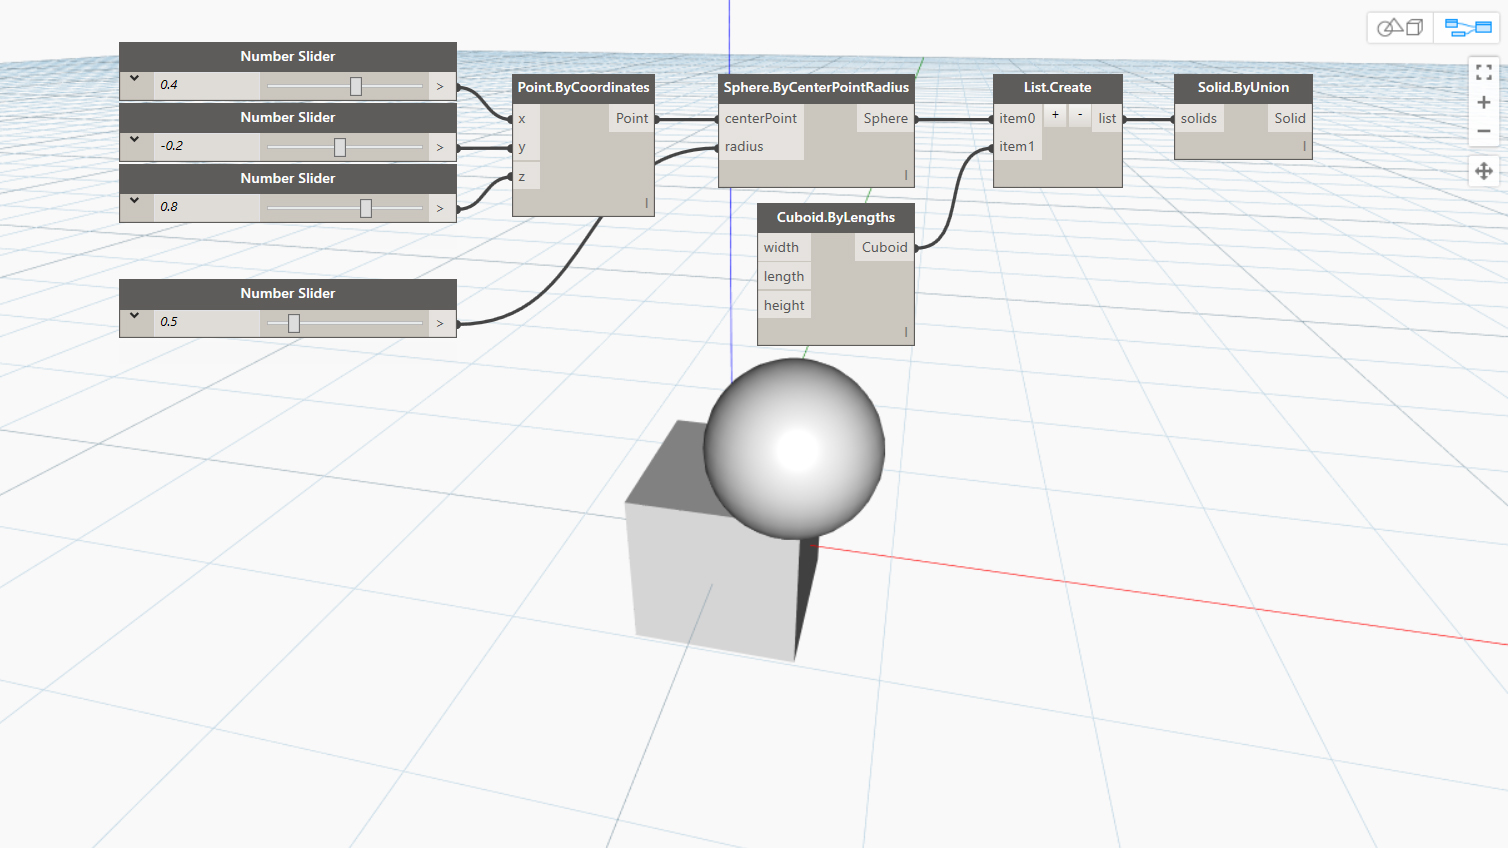 Number Slider
0.4 >
Number Slider
-0.2 >
Number Slider
0.8 >
Number Slider
0.5 >
Point.ByCoordinates
x Point
y
z
Sphere.ByCenterPointRadius
centerPoint Sphere
radius
Cuboid.ByLengths
width Cuboid
length
height
List.Create
item0 + - list
item1
Solid.ByUnion
solids Solid